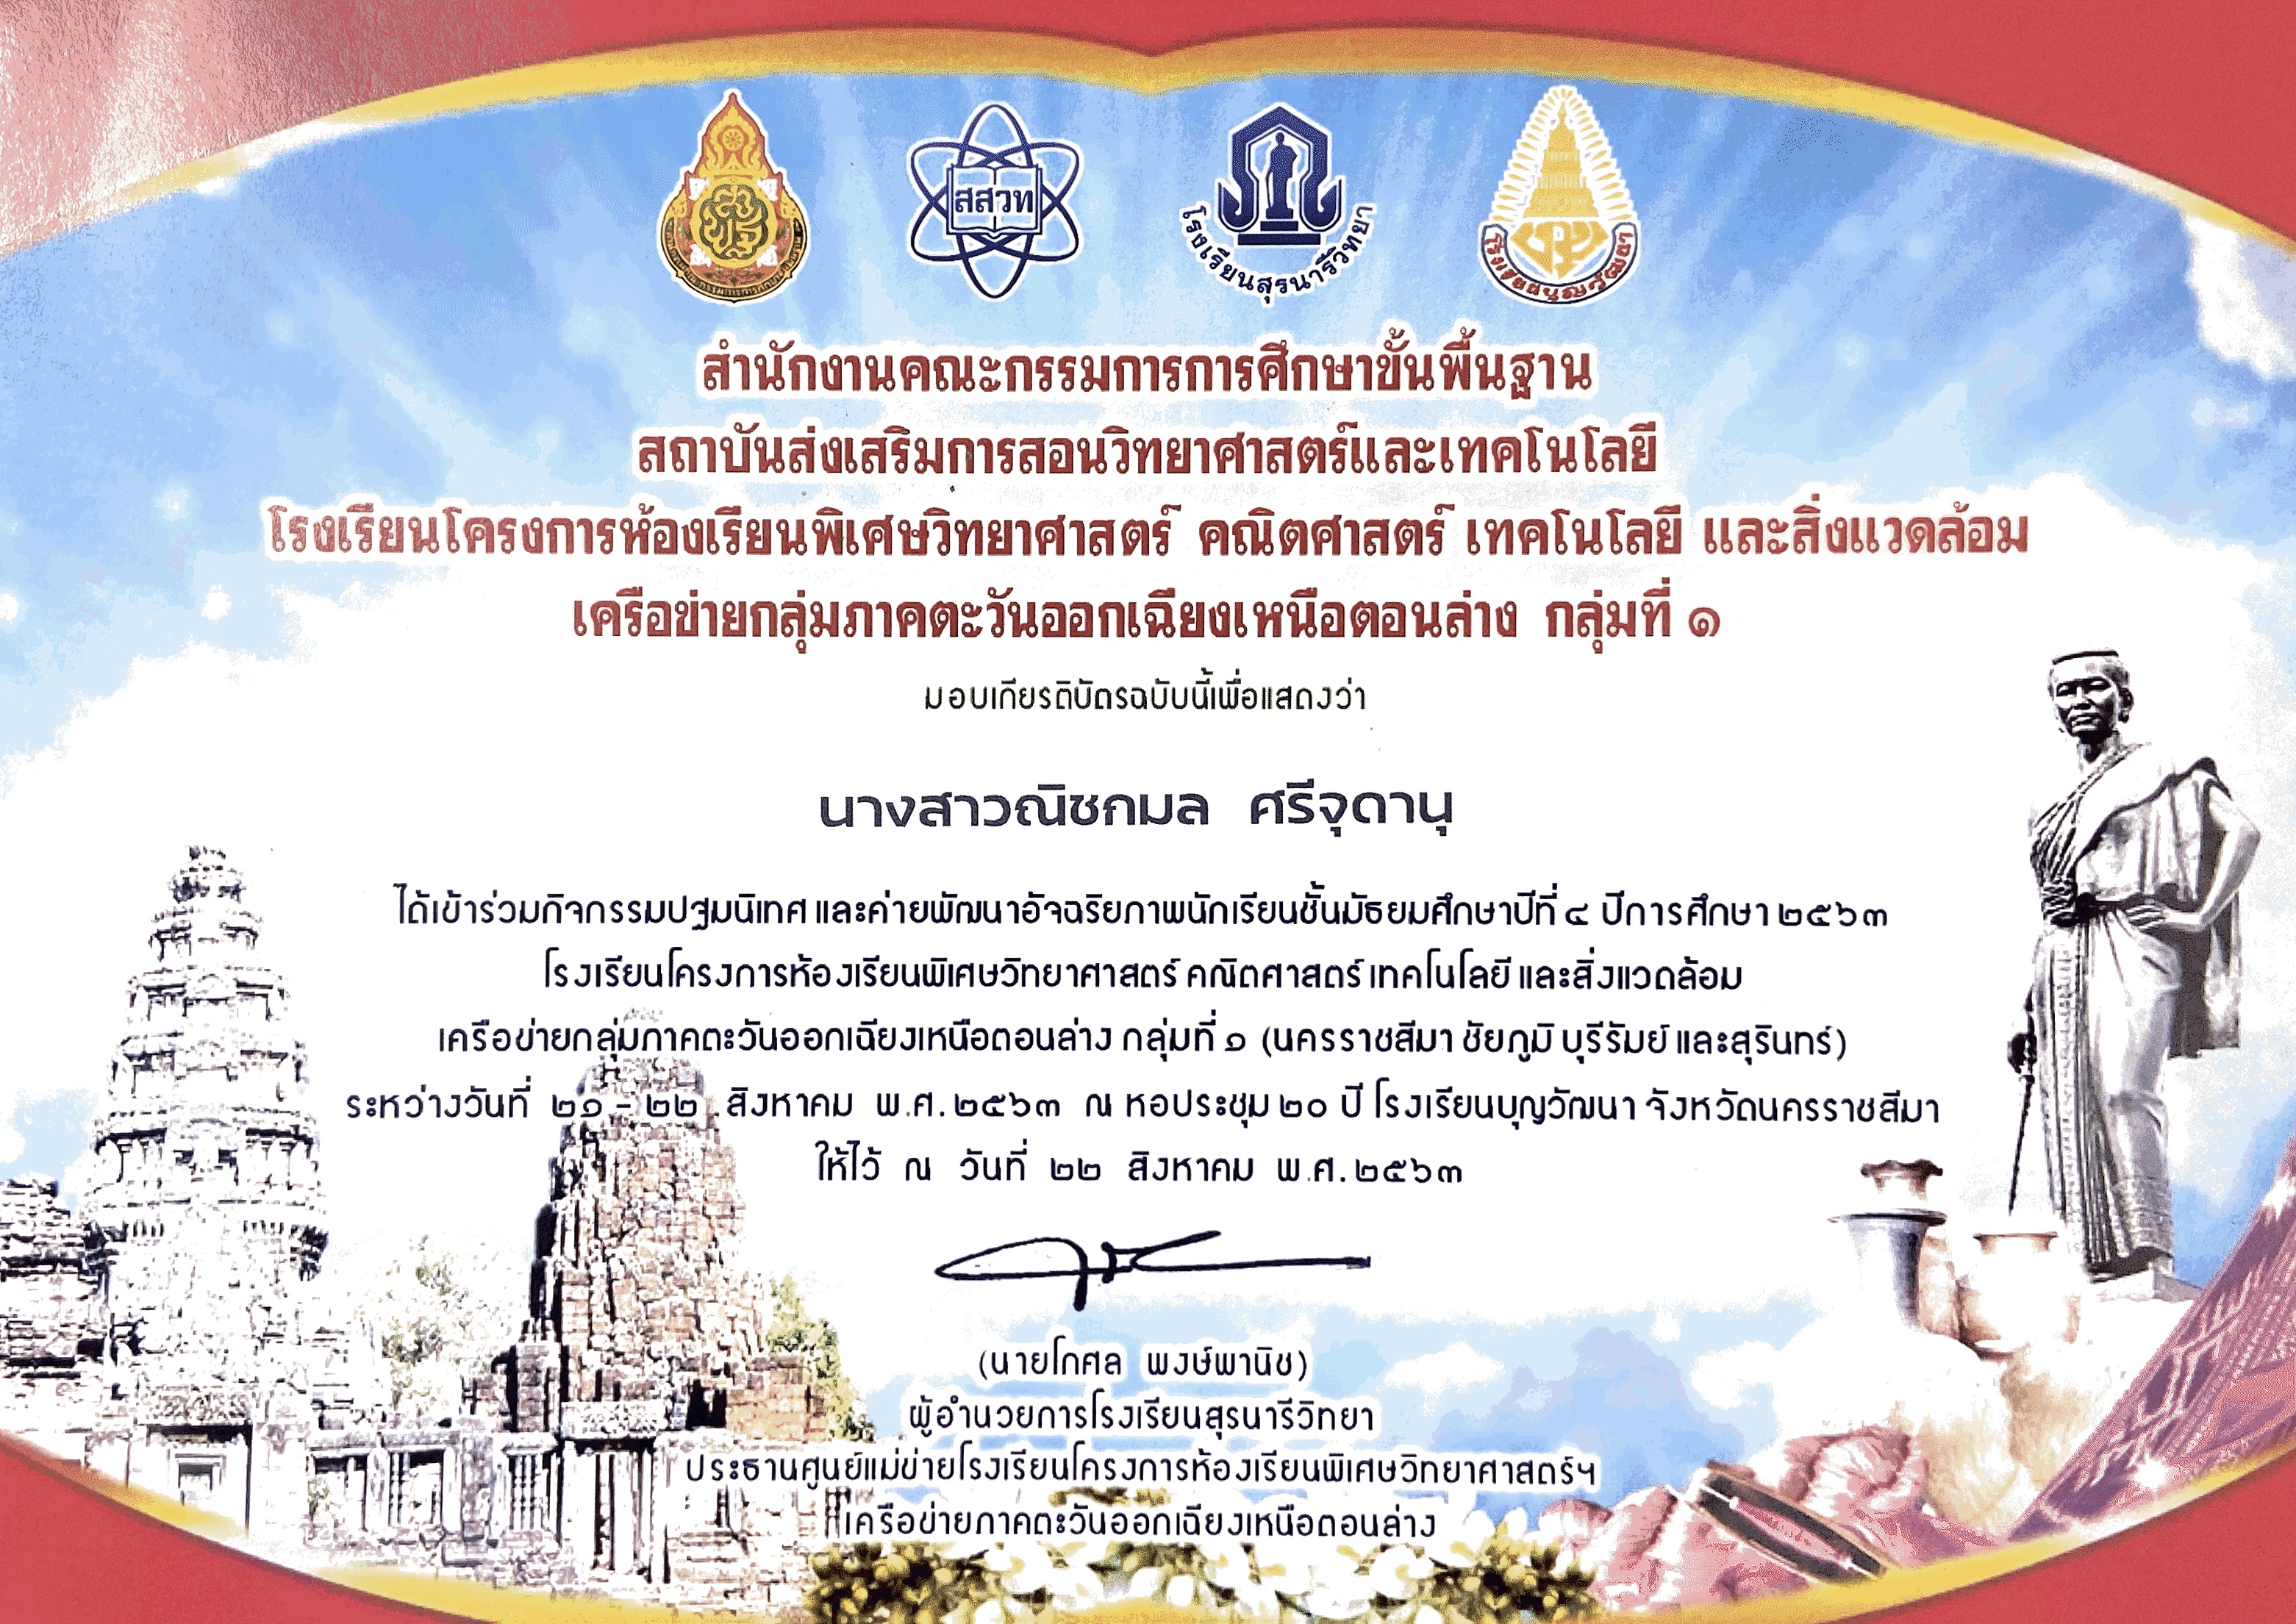 สสวท
โรงเรียนสุรนารีวิทยา
โรงเรียนบุญวัฒนา
สำนักงานคณะกรรมการการศึกษาขั้นพื้นฐาน
สถาบันส่งเสริมการสอนวิทยาศาสตร์และเทคโนโลยี
โรงเรียนโครงการห้องเรียนพิเศษวิทยาศาสตร์ คณิตศาสตร์ เทคโนโลยี และสิ่งแวดล้อม
เครือข่ายกลุ่มภาคตะวันออกเฉียงเหนือตอนล่าง กลุ่มที่ ๑
มอบเกียรติบัตรฉบับนี้เพื่อแสดงว่า
นางสาวณิชกมล ศรีจุดานุ
ได้เข้าร่วมกิจกรรมปฐมนิเทศ และค่ายพัฒนาอัจฉริยภาพนักเรียนชั้นมัธยมศึกษาปีที่ ๔ ปีการศึกษา ๒๕๖๓
โรงเรียนโครงการห้องเรียนพิเศษวิทยาศาสตร์ คณิตศาสตร์ เทคโนโลยี และสิ่งแวดล้อม
เครือข่ายกลุ่มภาคตะวันออกเฉียงเหนือตอนล่าง กลุ่มที่ ๑ (นครราชสีมา ชัยภูมิ บุรีรัมย์ และสุรินทร์)
ระหว่างวันที่ ๒๑ - ๒๒ สิงหาคม พ.ศ. ๒๕๖๓ ณ หอประชุม ๒๐ ปี โรงเรียนบุญวัฒนา จังหวัดนครราชสีมา
ให้ไว้ ณ วันที่ ๒๒ สิงหาคม พ.ศ. ๒๕๖๓
(นายโกศล พงษ์พานิช)
ผู้อำนวยการโรงเรียนสุรนารีวิทยา
ประธานศูนย์แม่ข่ายโรงเรียนโครงการห้องเรียนพิเศษวิทยาศาสตร์ฯ
เครือข่ายภาคตะวันออกเฉียงเหนือตอนล่าง